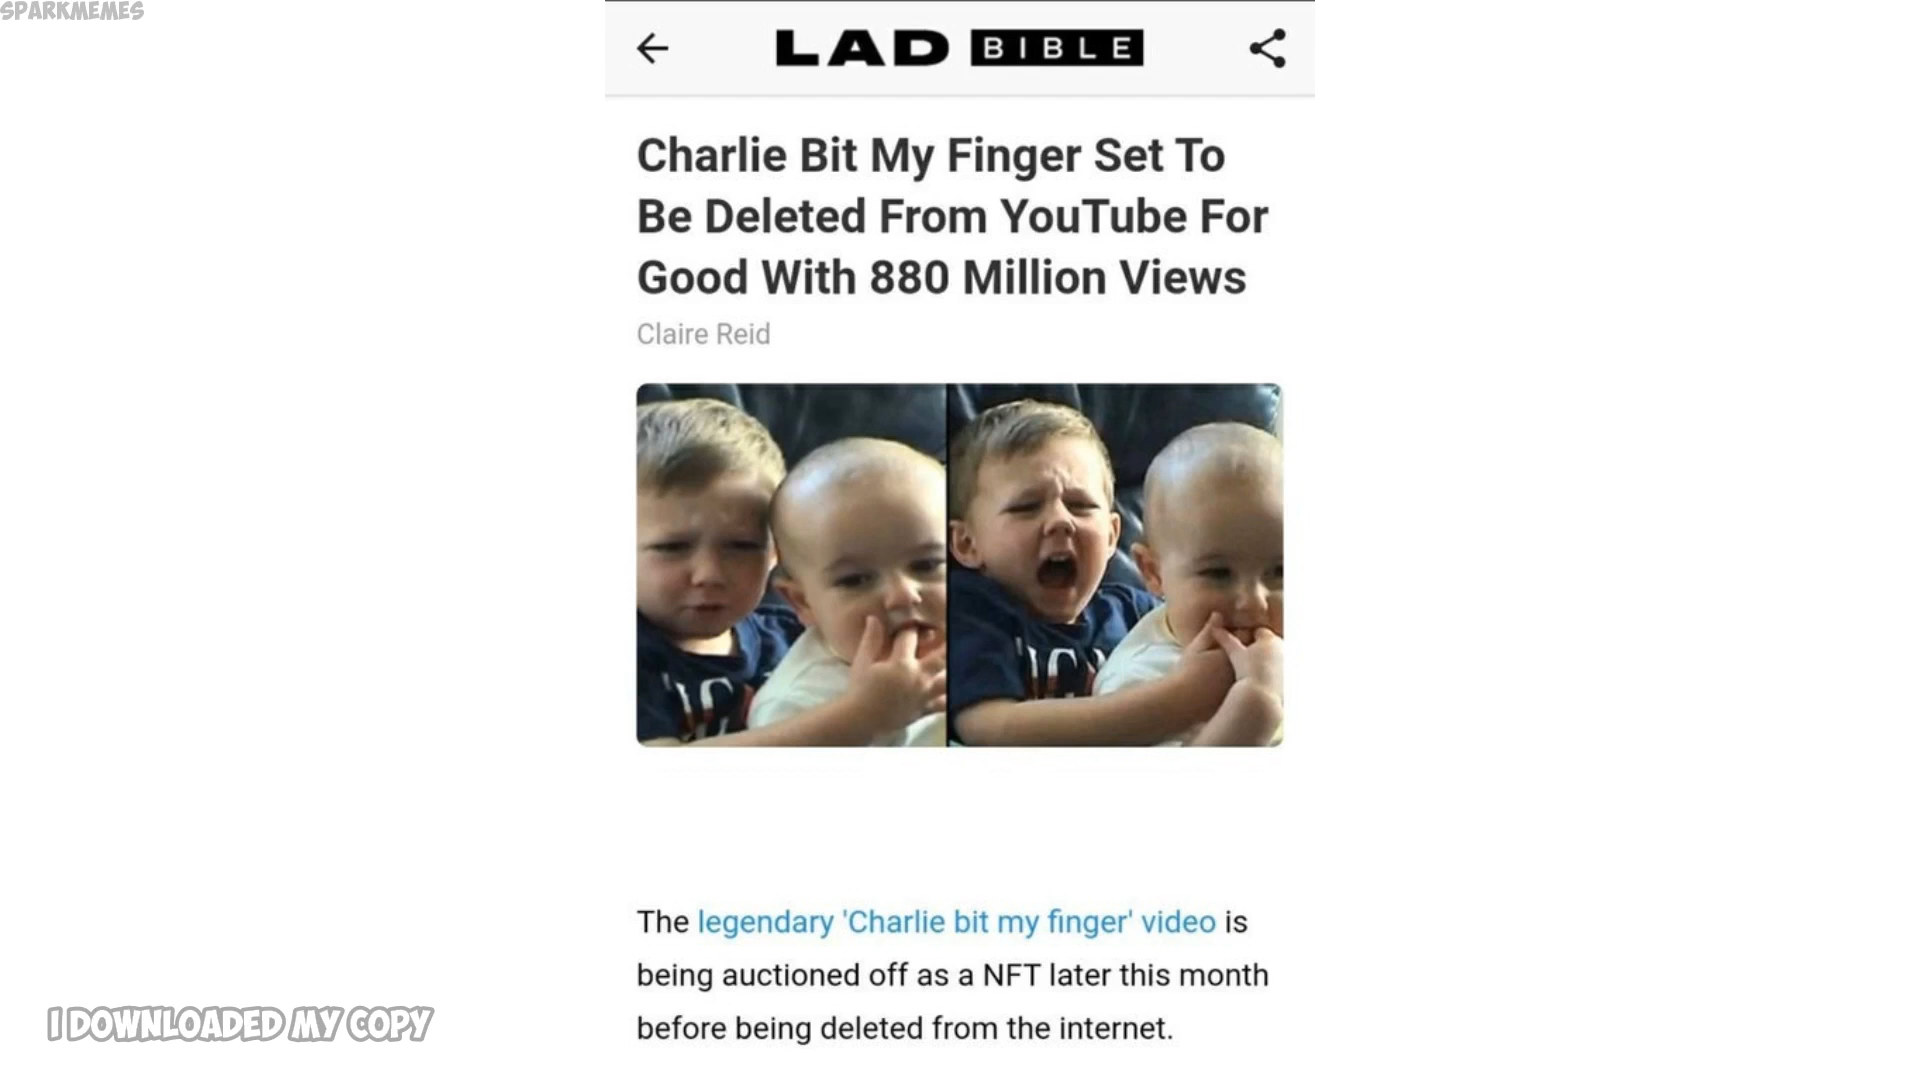 SPARKMEMES
LAD BIBLE
Charlie Bit My Finger Set To
Be Deleted From YouTube For
Good With 880 Million Views
Claire Reid
The legendary 'Charlie bit my finger' video is
being auctioned off as a NFT later this month
before being deleted from the internet.
I DOWNLOADED MY COPY